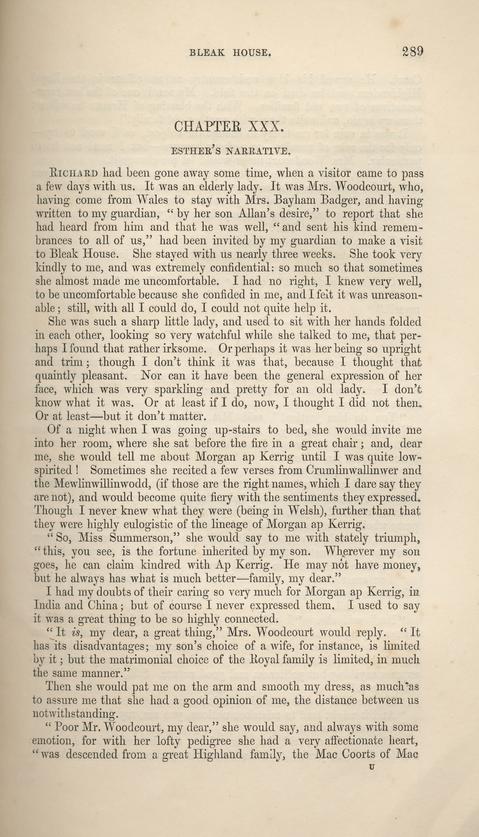 BLEAK HOUSE. 289
CHAPTER XXX.
ESTHER'S NARRATIVE.
RICHARD had been gone away some time, when a visitor came to pass
a few days with us. It was an elderly lady. It was Mrs. Woodcourt, who,
having come from Wales to stay with Mrs. Bayham Badger, and having
written to my guardian, "by her son Allan's desire," to report that she
had heard from him and that he was well, "and sent his kind remem-
brances to all of us," had been invited by my guardian to make a visit
to Bleak House. She stayed with us nearly three weeks. She took very
kindly to me, and was extremely confidential: so much so that sometimes
she almost made me uncomfortable. I had no right, I knew very well,
to be uncomfortable because she confided in me, and I felt it was unreason-
able; still, with all I could do, I could not quite help it.
She was such a sharp little lady, and used to sit with her hands folded
in each other, looking so very watchful while she talked to me, that per-
haps I found that rather irksome. Or perhaps it was her being so upright
and trim; though I don't think it was that, because I thought that
quaintly pleasant. Nor can it have been the general expression of her
face, which was very sparkling and pretty for an old lady. I don't
know what it was. Or at least if I do, now, I thought I did not then.
Or at least—but it don't matter.
Of a night when I was going up-stairs to bed, she would invite me
into her room, where she sat before the fire in a great chair; and, dear
me, she would tell me about Morgan ap Kerrig until I was quite low-
spirited! Sometimes she recited a few verses from Crumlinwallinwer and
the Mewlinwillinwodd, (if those are the right names, which I dare say they
are not), and would become quite fiery with the sentiments they expressed.
Though I never knew what they were (being in Welsh), further than that
they were highly eulogistic of the lineage of Morgan ap Kerrig.
"So, Miss Summerson," she would say to me with stately triumph,
"this, you see, is the fortune inherited by my son. Wherever my son
goes, he can claim kindred with Ap Kerrig. He may not have money,
but he always has what is much better—family, my dear."
I had my doubts of their caring so very much for Morgan ap Kerrig, in
India and China; but of course I never expressed them. I used to say
it was a great thing to be so highly connected.
"It is, my dear, a great thing," Mrs. Woodcourt would reply. "It
has its disadvantages; my son's choice of a wife, for instance, is limited
by it; but the matrimonial choice of the Royal family is limited, in much
the same manner."
Then she would pat me on the arm and smooth my dress, as much as
to assure me that she had a good opinion of me, the distance between us
notwithstanding.
"Poor Mr. Woodcourt, my dear," she would say, and always with some
emotion, for with her lofty pedigree she had a very affectionate heart,
"was descended from a great Highland family, the Mac Coorts of Mac
U